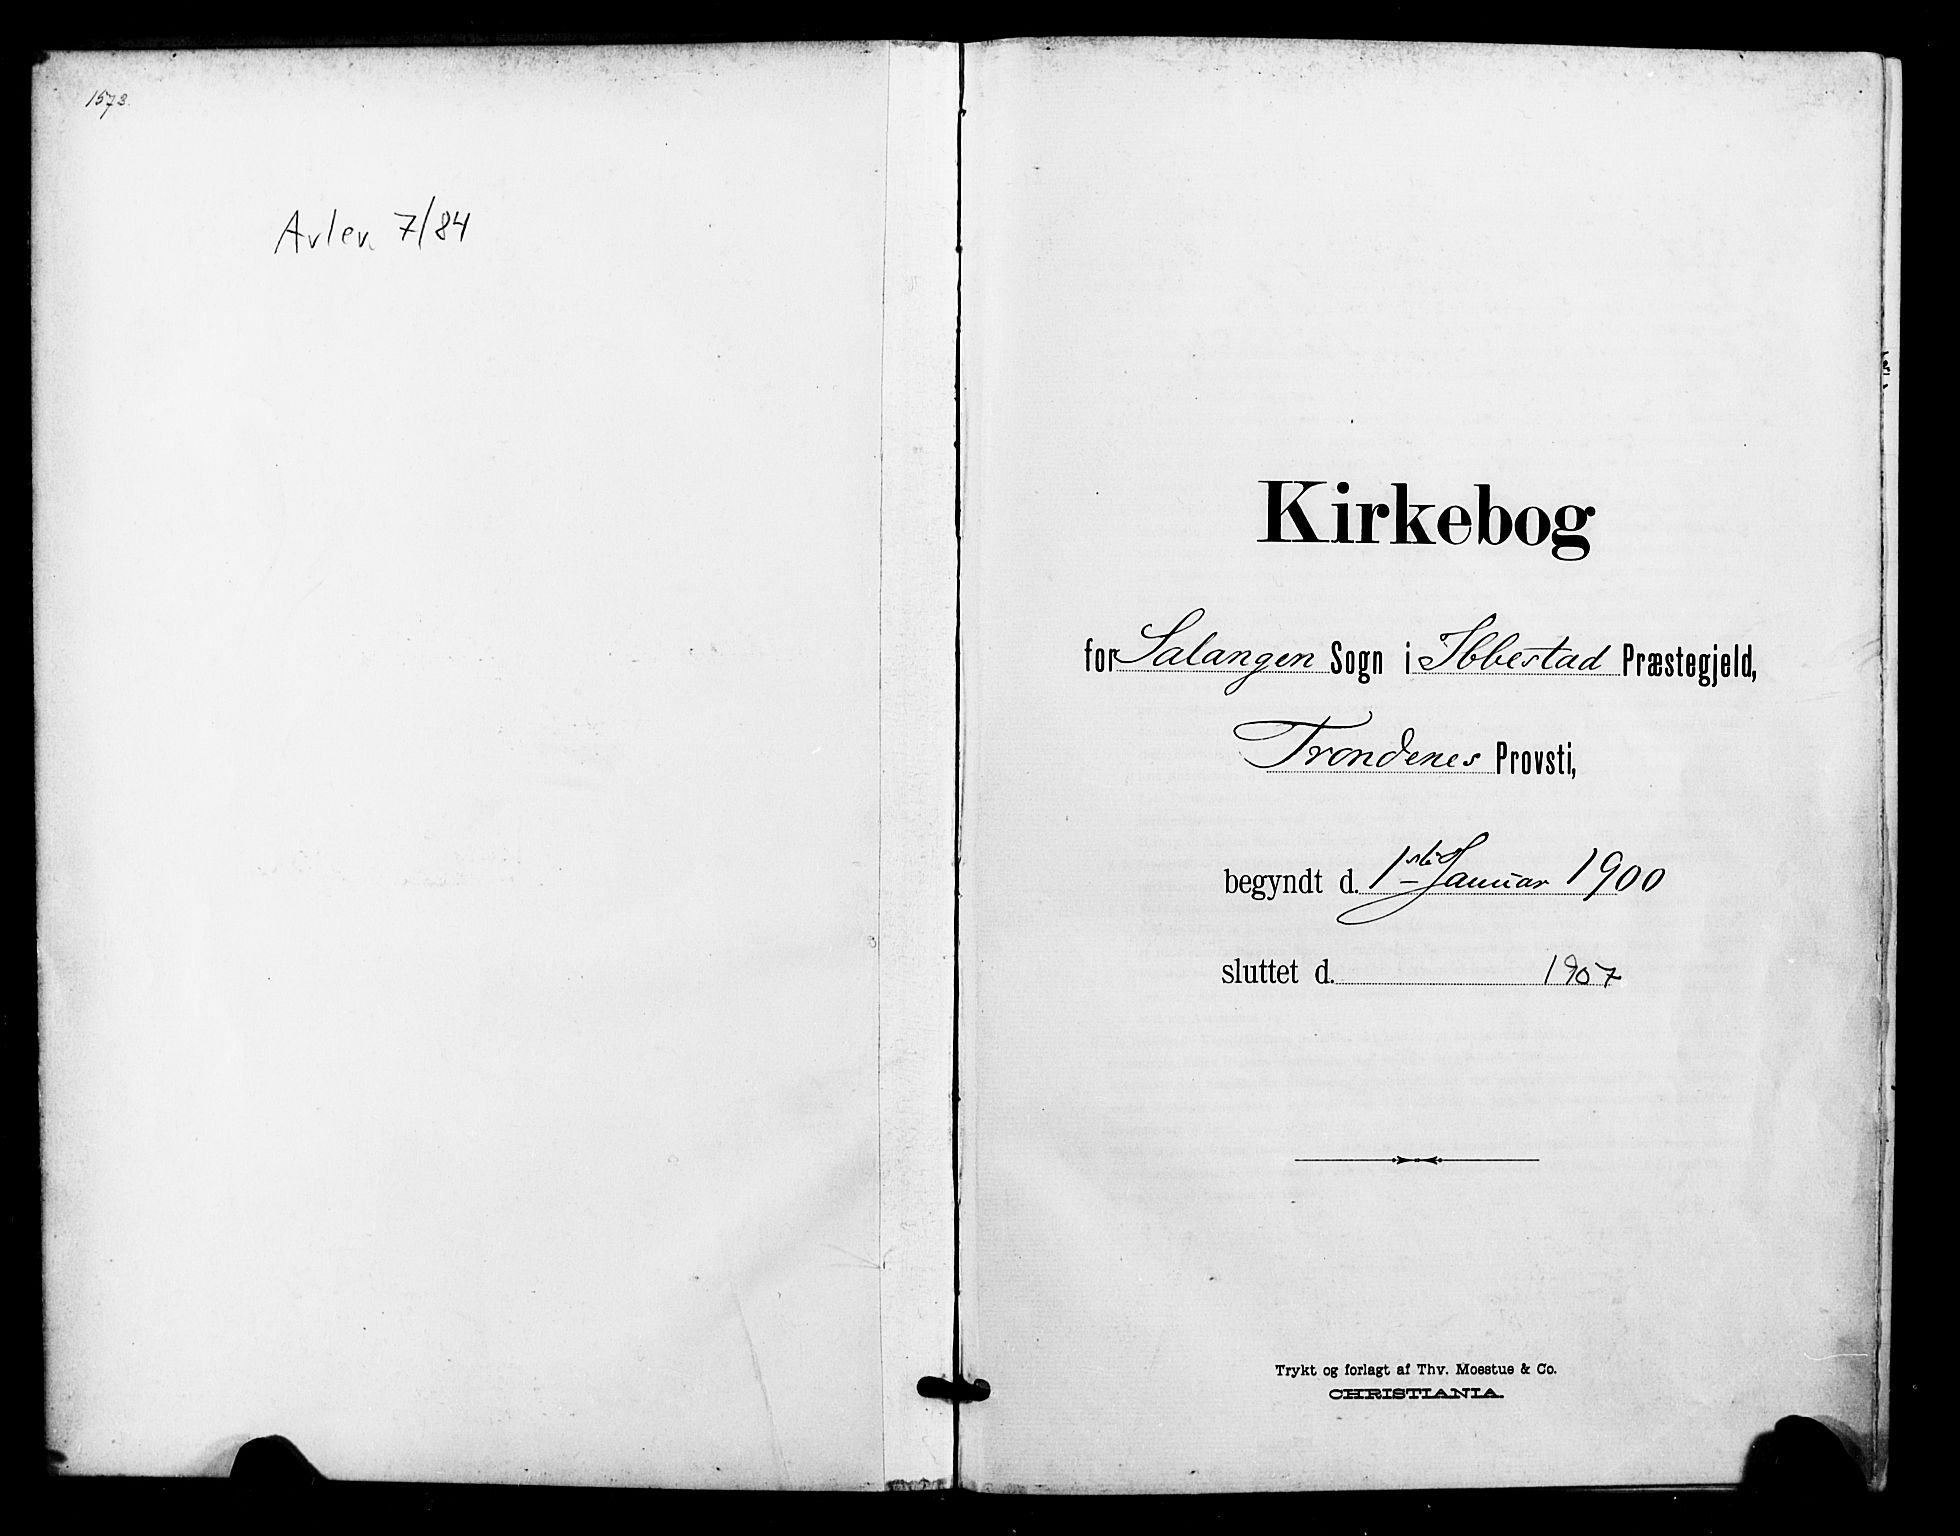 1572.
Avlev. 7/84
Kirkebog
for Salangen Sogn i Ibbestad Præstegjeld,
Trondenes Provsti,
begyndt d. 1ste Januar 1900
sluttet d. 1907
Trykt og forlagt af Thv. Moestue & Co.
CHRISTIANIA.